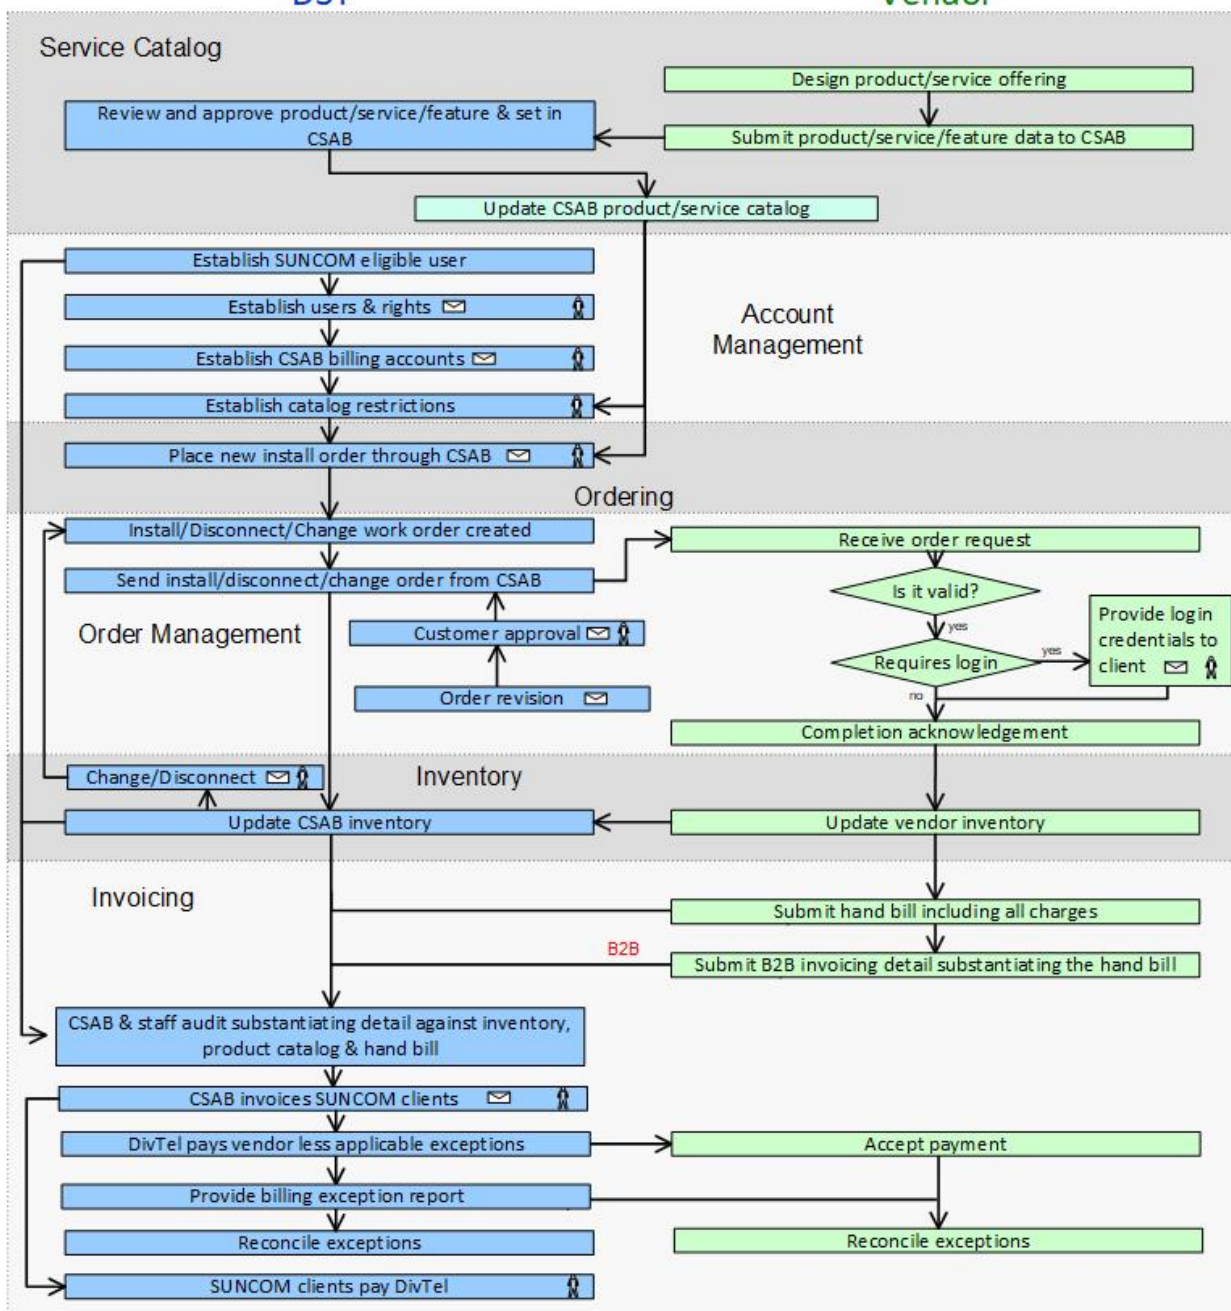 Service Catalog
Design product/service offering
Review and approve product/service/feature & set in
CSAB
Submit product/service/feature data to CSAB
Update CSAB product/service catalog
Establish SUNCOM eligible user
Establish users & rights
Account
Management
Establish CSAB billing accounts
Establish catalog restrictions
Place new install order through CSAB
Ordering
Install/Disconnect/Change work order created
Receive order request
Send install/disconnect/change order from CSAB
Is it valid?
Order Management
Customer approval
yes
Provide login
credentials to
client
Requires login
yes
Order revision
no
Completion acknowledgement
Change/Disconnect
Inventory
Update CSAB inventory
Update vendor inventory
Invoicing
Submit hand bill including all charges
B2B
Submit B2B invoicing detail substantiating the hand bill
CSAB & staff audit substantiating detail against inventory,
product catalog & hand bill
CSAB invoices SUNCOM clients
DivTel pays vendor less applicable exceptions
Accept payment
Provide billing exception report
Reconcile exceptions
Reconcile exceptions
SUNCOM clients pay DivTel